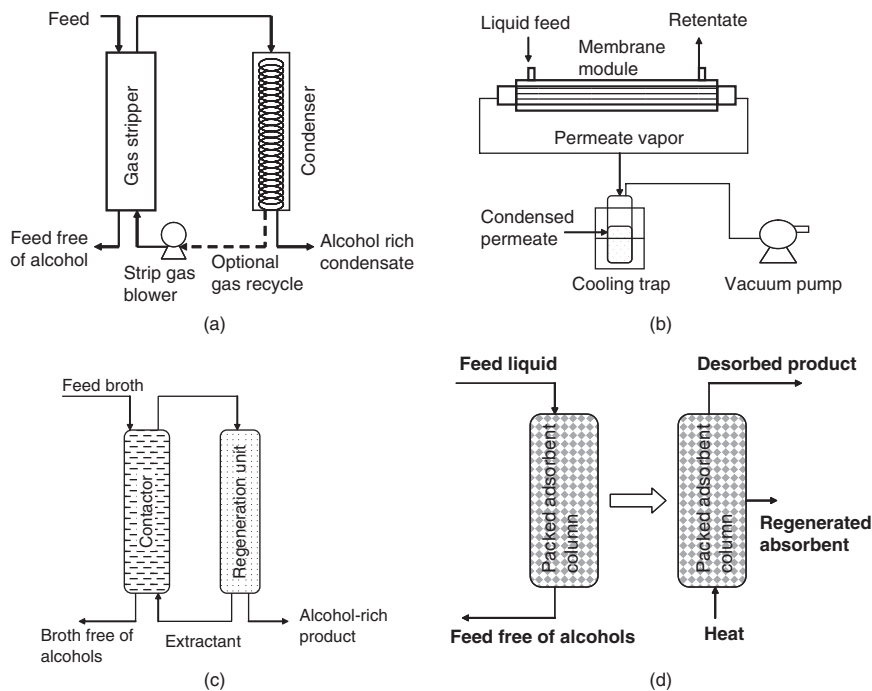 Feed
Gas stripper
Condenser
Feed free
of alcohol
Strip gas
blower
Optional
gas recycle
Alcohol rich
condensate
(a)
Liquid feed
Retentate
Membrane
module
Permeate vapor
Condensed
permeate
Cooling trap
Vacuum pump
(b)
Feed broth
Contactor
Regeneration unit
Broth free of
alcohols
Extractant
Alcohol-rich
product
(c)
Feed liquid
Desorbed product
Packed adsorbent
column
Packed adsorbent
column
Regenerated
absorbent
Feed free of alcohols
Heat
(d)